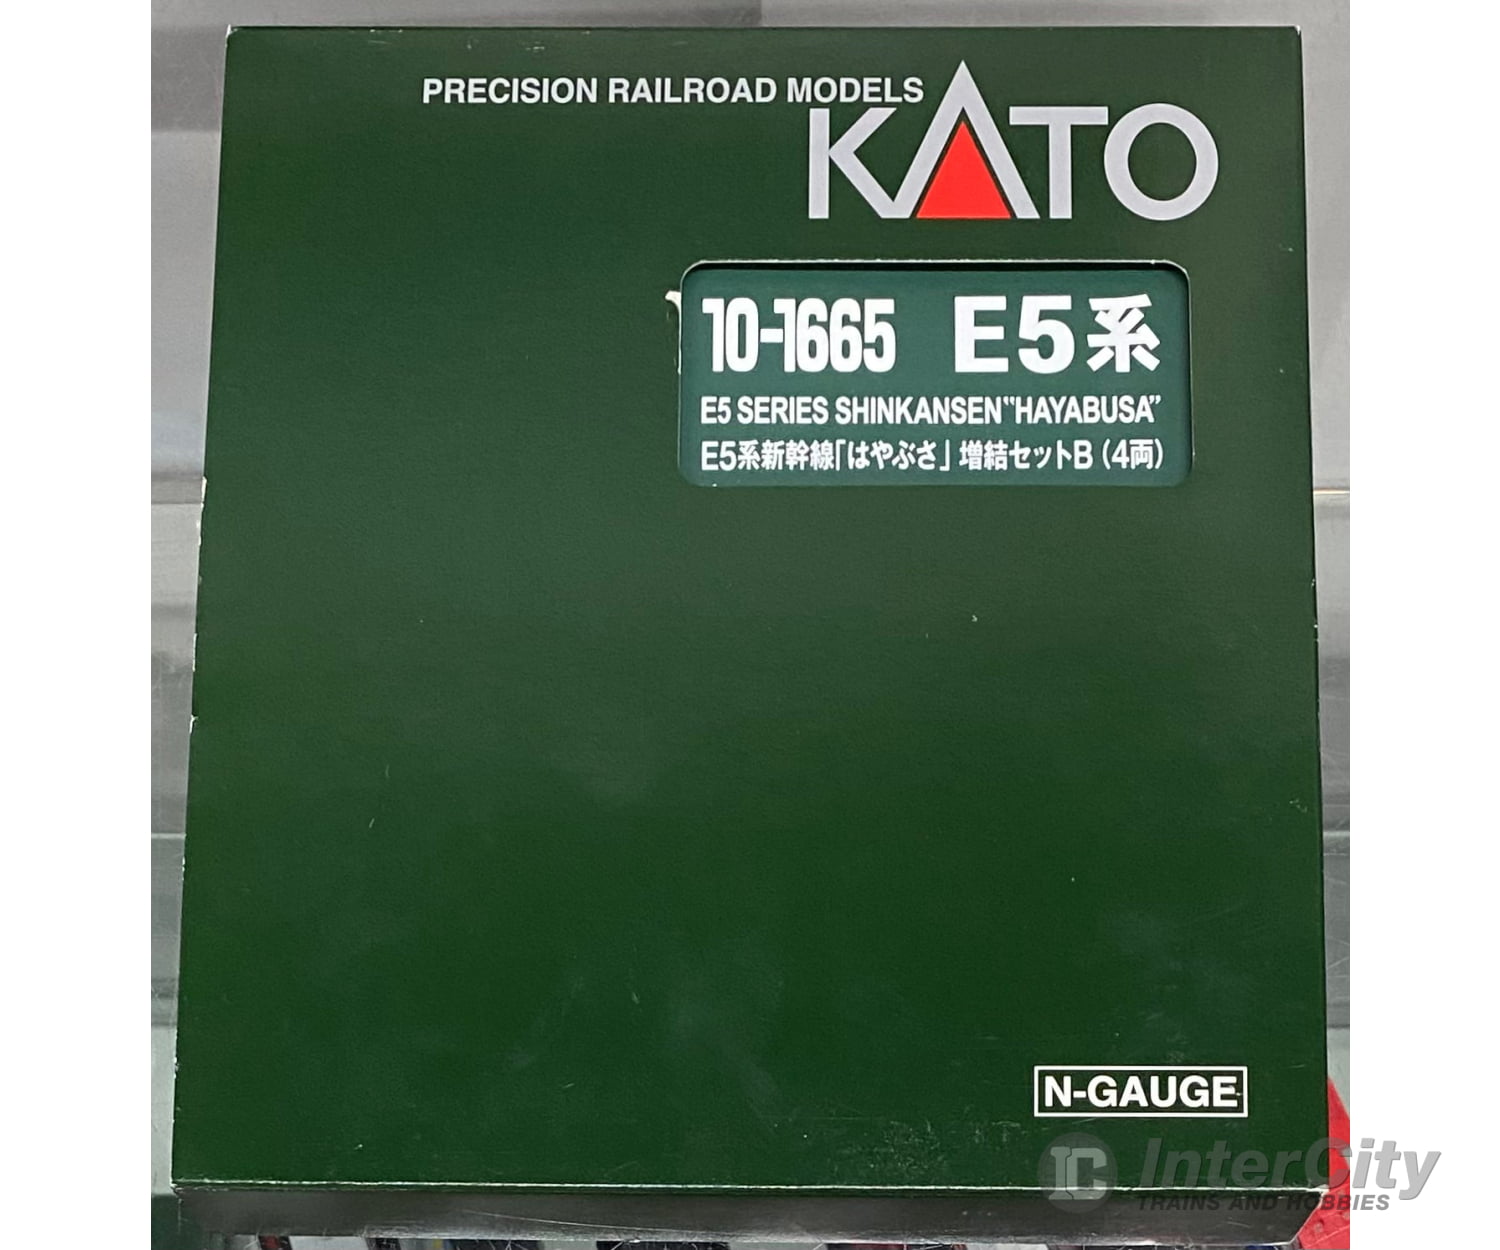 PRECISION RAILROAD MODELS
KATO
10-1665 E5系
E5 SERIES SHINKANSEN "HAYABUSA"
E5系新幹線「はやぶさ」増結セットB（4両）
N-GAUGE
IC InterCity
TRAINS AND HOBBIES